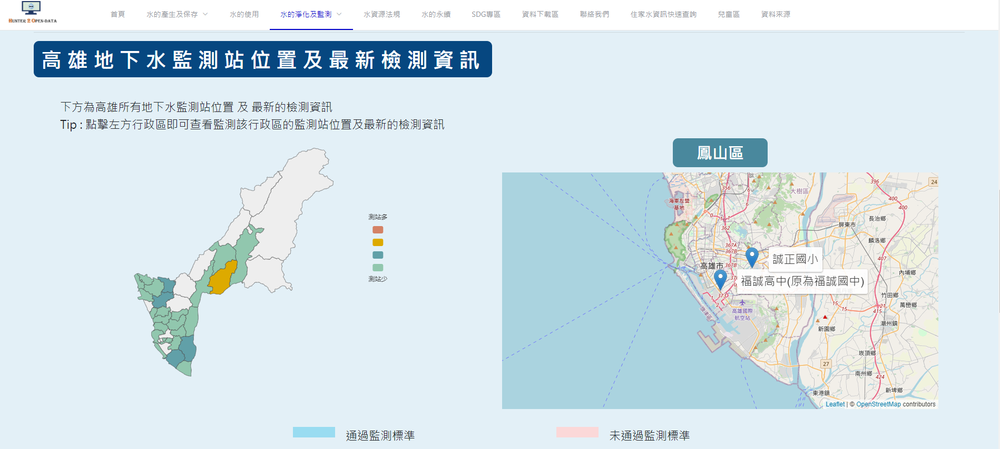 HUNTER 2 OPEN-DATA
首頁
水的產生及保存
水的使用
水的淨化及監測
水資源法規
水的永續
SDG專區
資料下載區
聯絡我們
住家水資訊快速查詢
兒童區
資料來源
高雄地下水監測站位置及最新檢測資訊
下方為高雄所有地下水監測站位置 及 最新的檢測資訊
Tip : 點擊左方行政區即可查看監測該行政區的監測站位置及最新的檢測資訊
測站多
測站少
鳳山區
396
24
356
大樹區
6
400
海軍左營
基地
6
400
0
1
1
長治鄉
362
屏東市
麟洛鄉
367A
367B
407
誠正國小
高雄市
367B
內埔鄉
福誠高中(原為福誠國中)
373
竹田鄉
1
2
15
15
21
415
萬巒鄉
高雄國際
航空站
旗津區
潮州鎮
新園鄉
崁頂鄉
27
南州鄉
424
新埤鄉
東港鎮
Leaflet | © OpenStreetMap contributors
通過監測標準
未通過監測標準